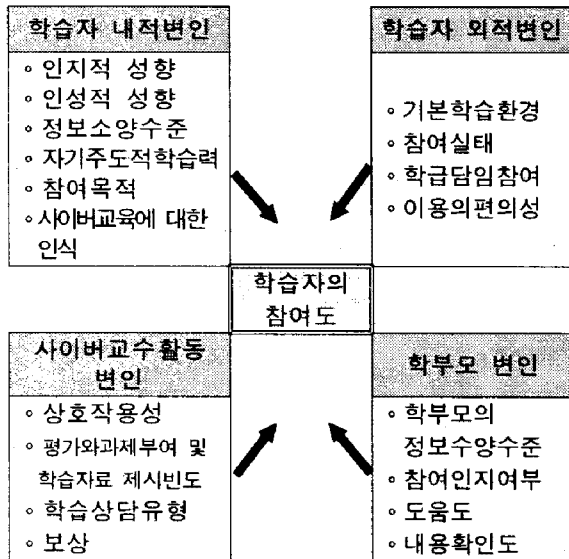 학습자 내적변인
◦ 인지적 성향
◦ 인성적 성향
◦ 정보소양수준
◦ 자기주도적학습력
◦ 참여목적
◦ 사이버교육에 대한
인식
학습자 외적변인
◦ 기본학습환경
◦ 참여실태
◦ 학급담임참여
◦ 이용의편의성
학습자의
참여도
사이버교수활동
변인
◦ 상호작용성
◦ 평가와과제부여 및
학습자료 제시빈도
◦ 학습상담유형
◦ 보상
학부모 변인
◦ 학부모의
정보수양수준
◦ 참여인지여부
◦ 도움도
◦ 내용확인도